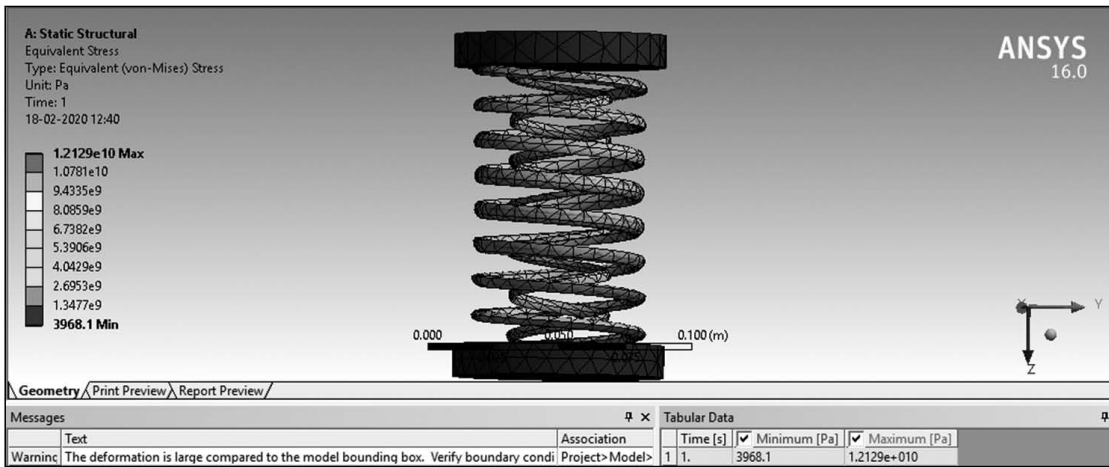 A: Static Structural
Equivalent Stress
Type: Equivalent (von-Mises) Stress
Unit: Pa
Time: 1
18-02-2020 12:40
1.2129e10 Max
1.0781e10
9.4335e9
8.0859e9
6.7382e9
5.3906e9
4.0429e9
2.6953e9
1.3477e9
3968.1 Min
ANSYS
16.0
0.000 0.050 0.100 (m)
0.075
X Y
Z
Geometry Print Preview Report Preview
Messages
Text Association
Warninc The deformation is large compared to the model bounding box. Verify boundary condi Project>Model>
Tabular Data
Time [s] Minimum [Pa] Maximum [Pa]
1 1. 3968.1 1.2129e+010